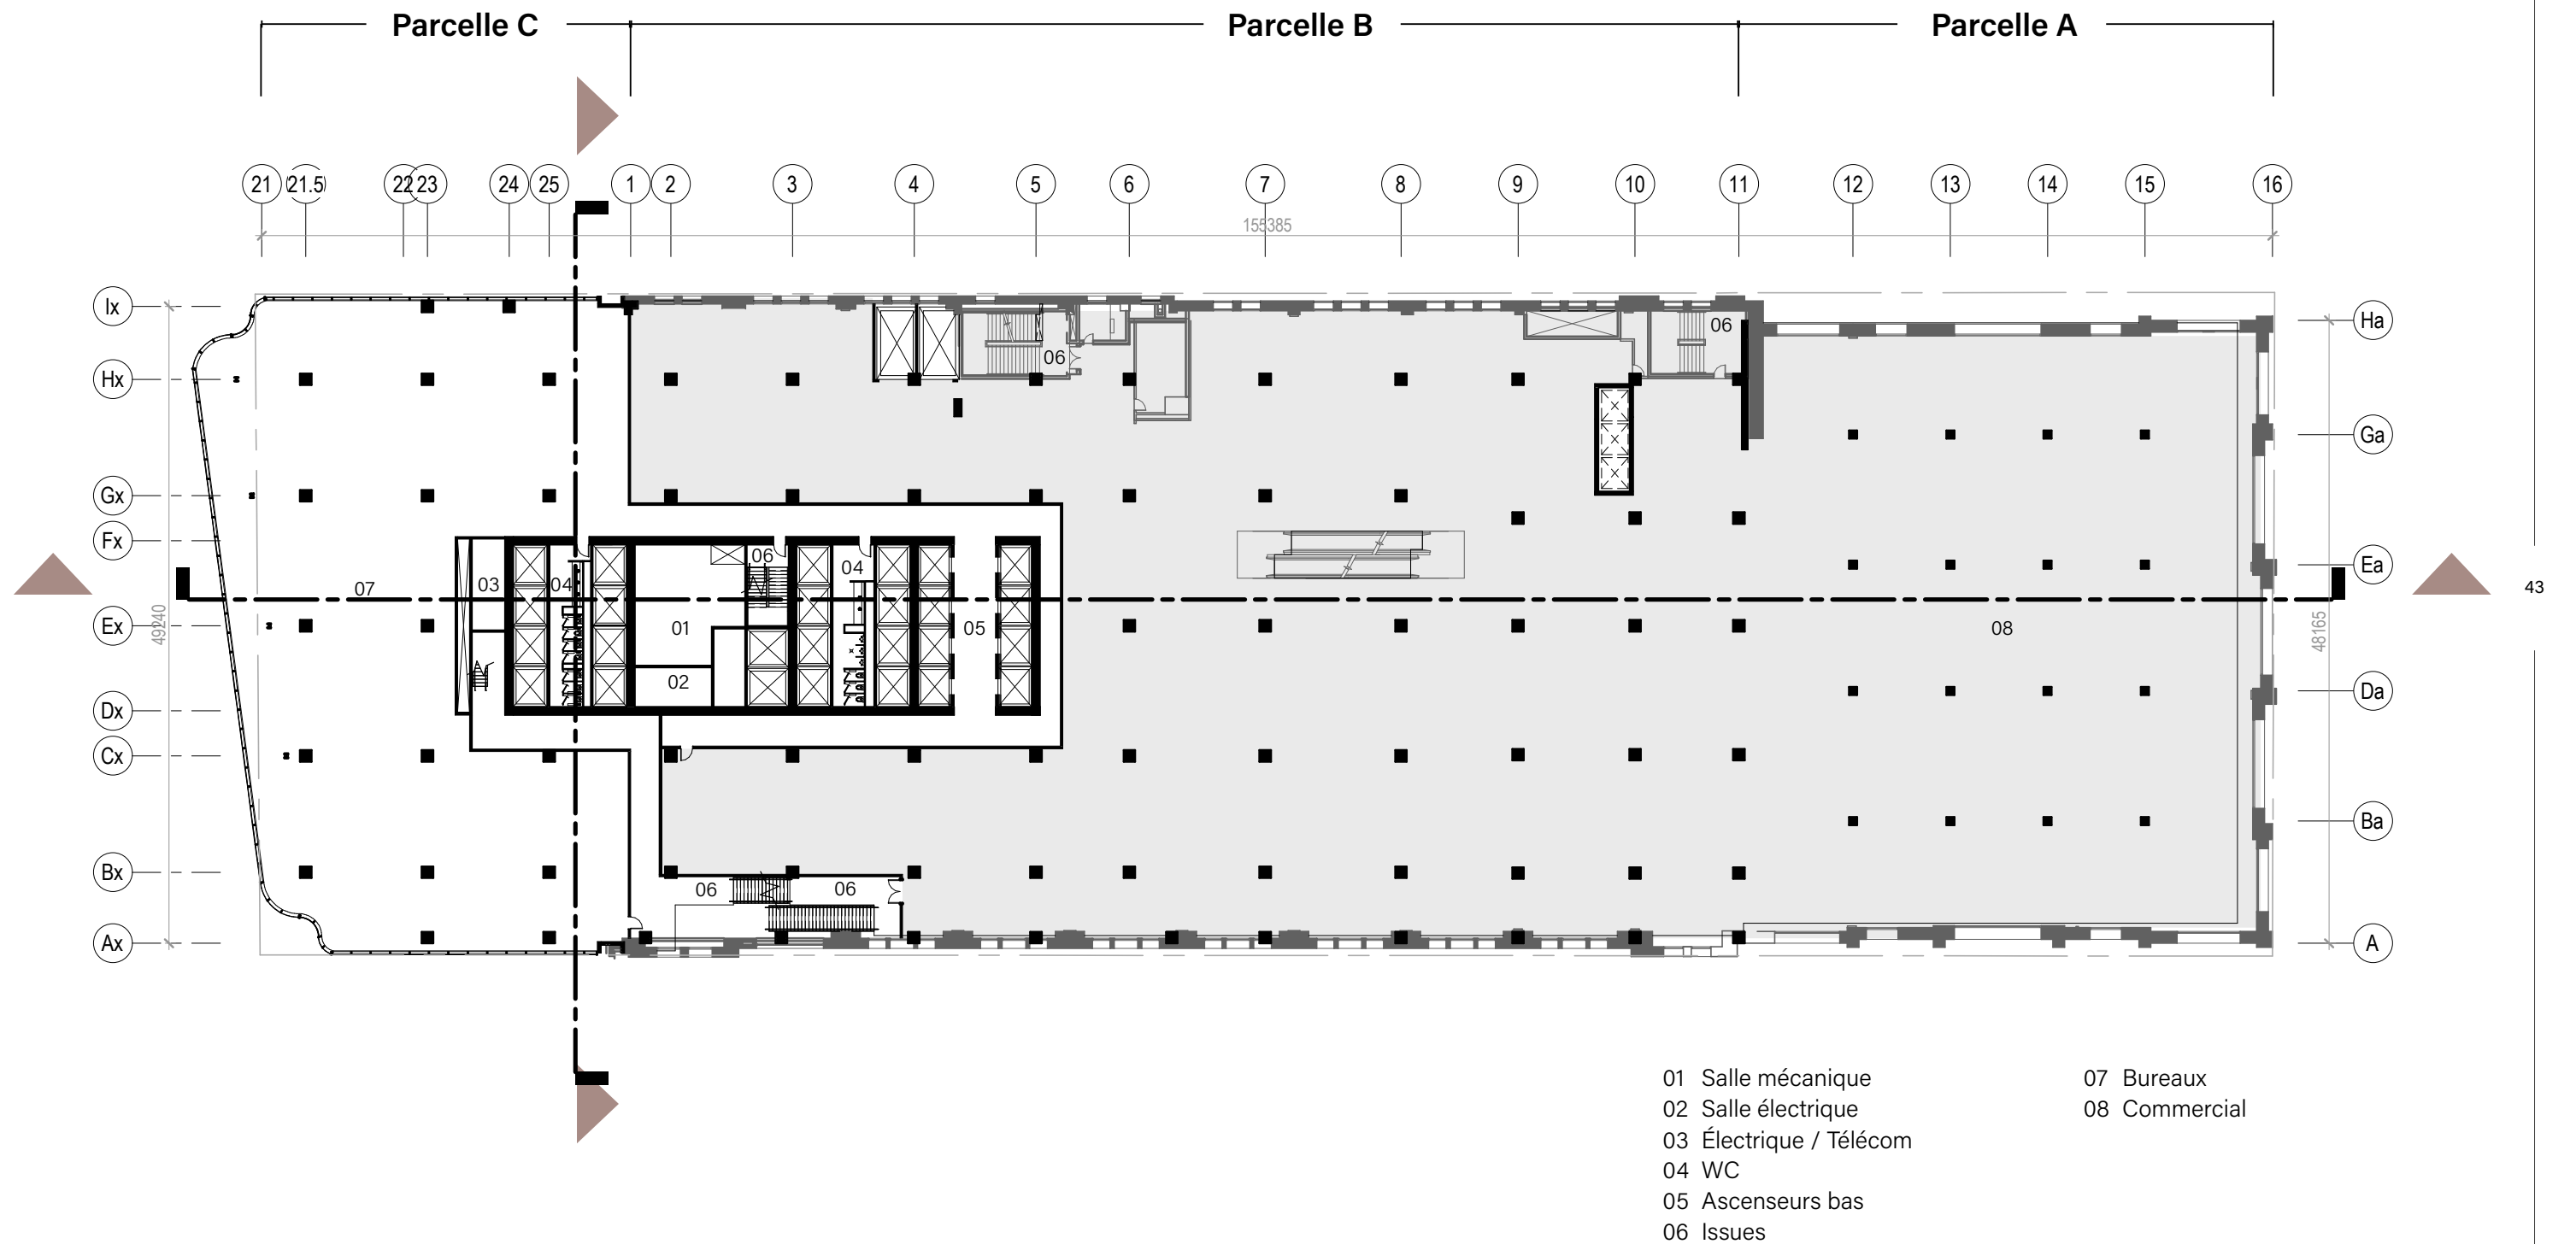 Parcelle C Parcelle B Parcelle A
21 21.5 22 23 24 25 1 2 3 4 5 6 7 8 9 10 11 12 13 14 15 16
155385
Ix Ha
06
06
Hx
Ga
Gx
Fx
06
04
Ea
03 04
07
43
Ex 49240 01 05 08 48165
02
Dx Da
Cx
Ba
Bx
06 06
Ax A
01 Salle mécanique
02 Salle électrique
03 Électrique / Télécom
04 WC
05 Ascenseurs bas
06 Issues
07 Bureaux
08 Commercial